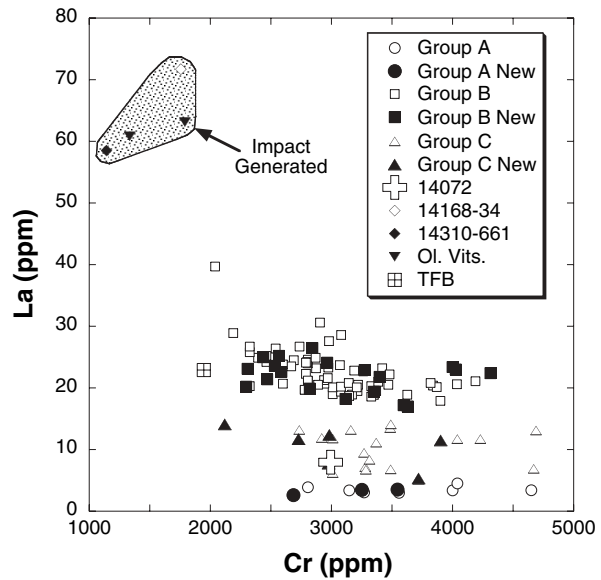 80
70
60
50
40
30
20
10
0
La (ppm)
1000
2000
3000
4000
5000
Cr (ppm)
Impact
Generated
Group A
Group A New
Group B
Group B New
Group C
Group C New
14072
14168-34
14310-661
Ol. Vits.
TFB